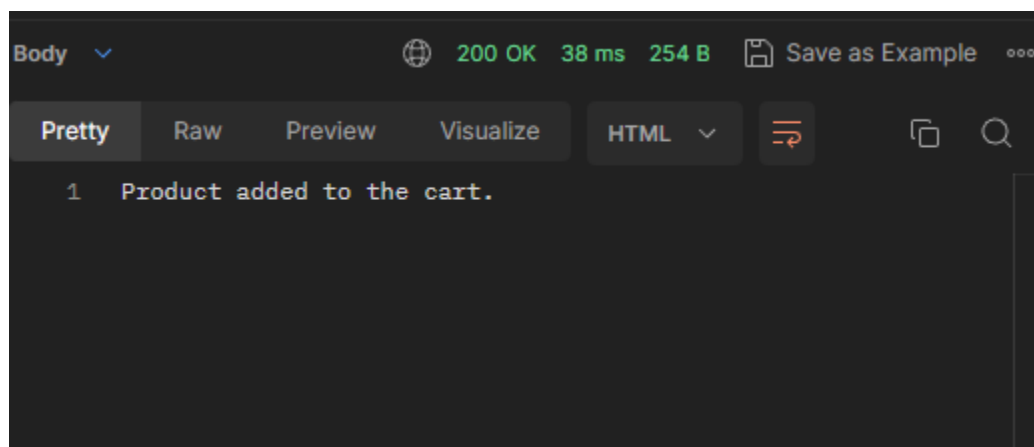 Body 200 OK 38 ms 254 B Save as Example
Pretty Raw Preview Visualize HTML
1 Product added to the cart.